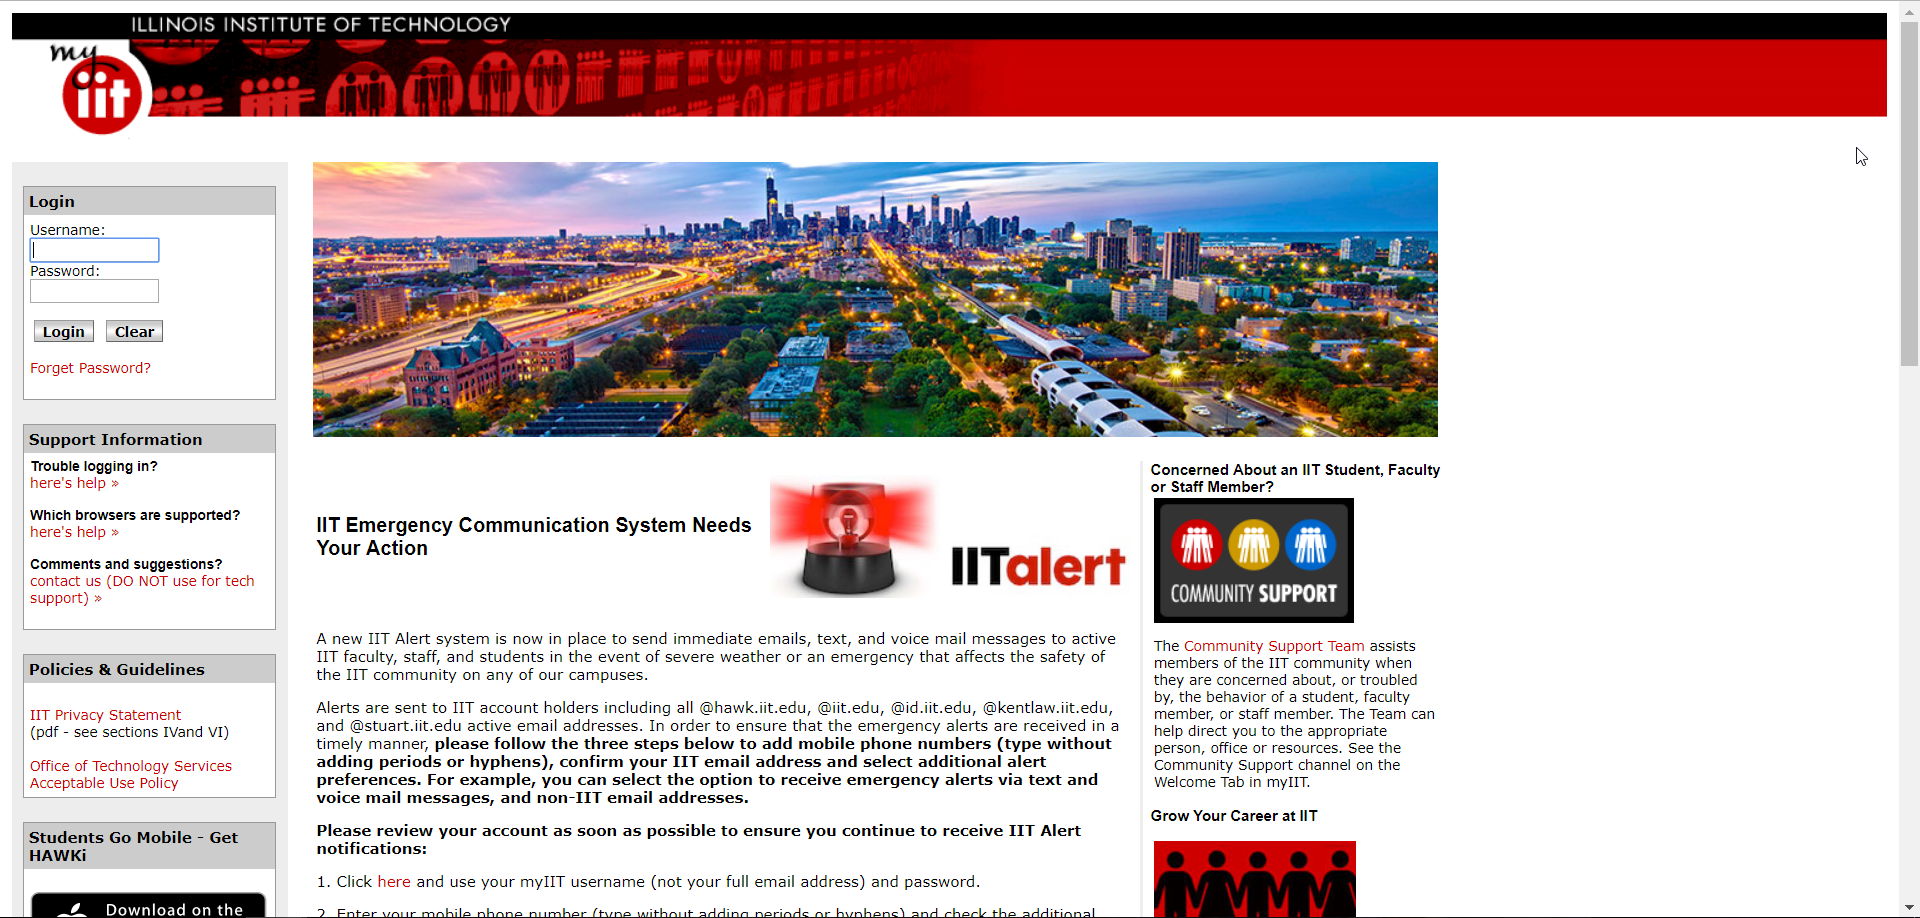 ILLINOIS INSTITUTE OF TECHNOLOGY
my
iit
Login
Username:
Password:
Login Clear
Forget Password?
Support Information
Trouble logging in?
here's help »
Which browsers are supported?
here's help »
Comments and suggestions?
contact us (DO NOT use for tech
support) »
Policies & Guidelines
IIT Privacy Statement
(pdf - see sections IVand VI)
Office of Technology Services
Acceptable Use Policy
Students Go Mobile - Get
HAWKi
Download on the
IIT Emergency Communication System Needs
Your Action
IITalert
A new IIT Alert system is now in place to send immediate emails, text, and voice mail messages to active
IIT faculty, staff, and students in the event of severe weather or an emergency that affects the safety of
the IIT community on any of our campuses.
Alerts are sent to IIT account holders including all @hawk.iit.edu, @iit.edu, @id.iit.edu, @kentlaw.iit.edu,
and @stuart.iit.edu active email addresses. In order to ensure that the emergency alerts are received in a
timely manner, please follow the three steps below to add mobile phone numbers (type without
adding periods or hyphens), confirm your IIT email address and select additional alert
preferences. For example, you can select the option to receive emergency alerts via text and
voice mail messages, and non-IIT email addresses.
Please review your account as soon as possible to ensure you continue to receive IIT Alert
notifications:
1. Click here and use your myIIT username (not your full email address) and password.
2. Enter your mobile phone number (type without adding periods or hyphens) and check the additional
Concerned About an IIT Student, Faculty
or Staff Member?
COMMUNITY SUPPORT
The Community Support Team assists
members of the IIT community when
they are concerned about, or troubled
by, the behavior of a student, faculty
member, or staff member. The Team can
help direct you to the appropriate
person, office or resources. See the
Community Support channel on the
Welcome Tab in myIIT.
Grow Your Career at IIT